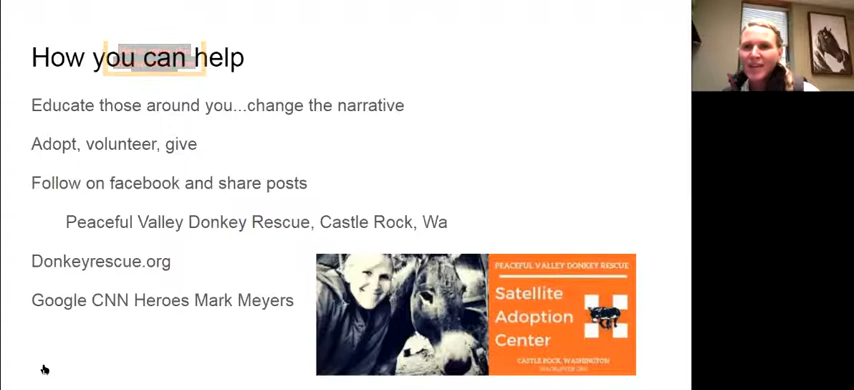 How you can help
Educate those around you...change the narrative
Adopt, volunteer, give
Follow on facebook and share posts
Peaceful Valley Donkey Rescue, Castle Rock, Wa
Donkeyrescue.org
Google CNN Heroes Mark Meyers
PEACEFUL VALLEY DONKEY RESCUE
Satellite
Adoption
Center
CASTLE ROCK, WASHINGTON